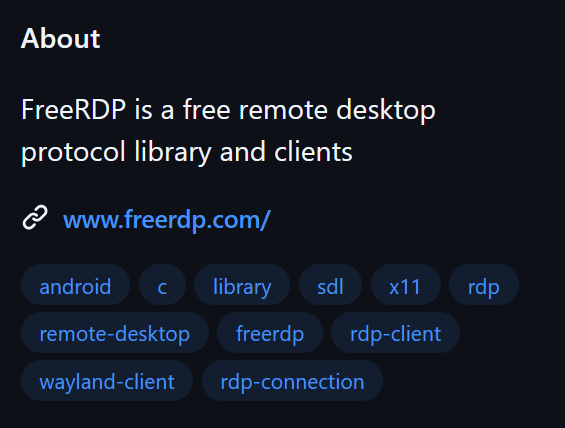 About
FreeRDP is a free remote desktop
protocol library and clients
www.freerdp.com/
android c library sdl x11 rdp
remote-desktop freerdp rdp-client
wayland-client rdp-connection